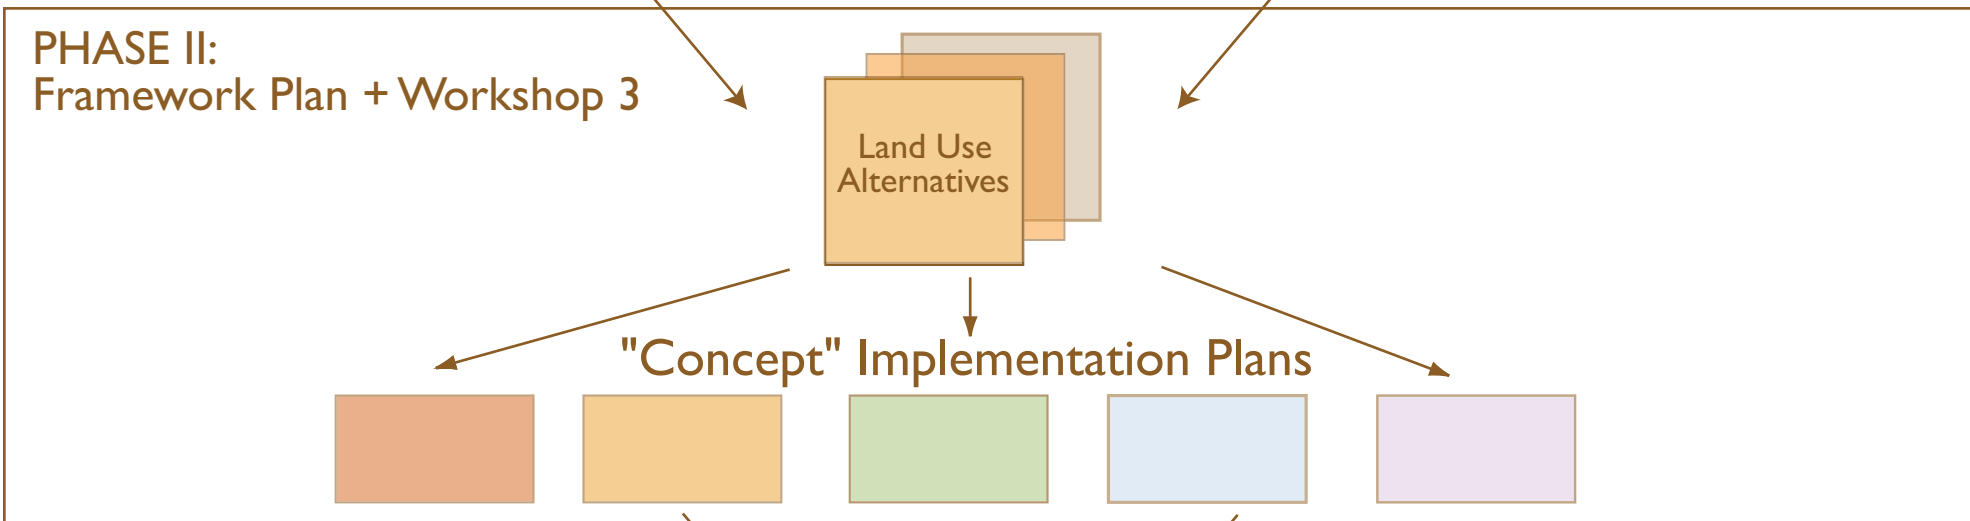 PHASE II:
Framework Plan + Workshop 3
Land Use
Alternatives
"Concept" Implementation Plans